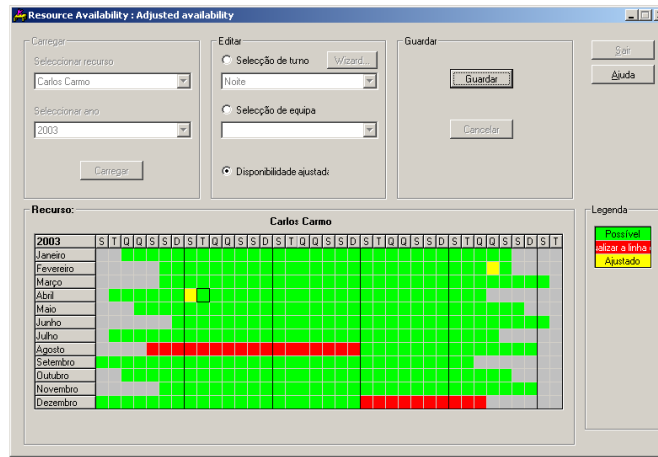 Resource Availability : Adjusted availability
Carregar
Seleccionar recurso
Carlos Carmo
Seleccionar ano
2003
Carregar
Editar
Selecção de turno
Wizard...
Noite
Selecção de equipa
Disponibilidade ajustada
Guardar
Guardar
Cancelar
Sair
Ajuda
Recurso:
Carlos Carmo
2003 S T Q Q S S D S T Q Q S S D S T Q Q S S D S T Q Q S S D S T Q Q S S D S T
Janeiro
Fevereiro
Março
Abril
Maio
Junho
Julho
Agosto
Setembro
Outubro
Novembro
Dezembro
Legenda
Possível
alizar a linha
Ajustado